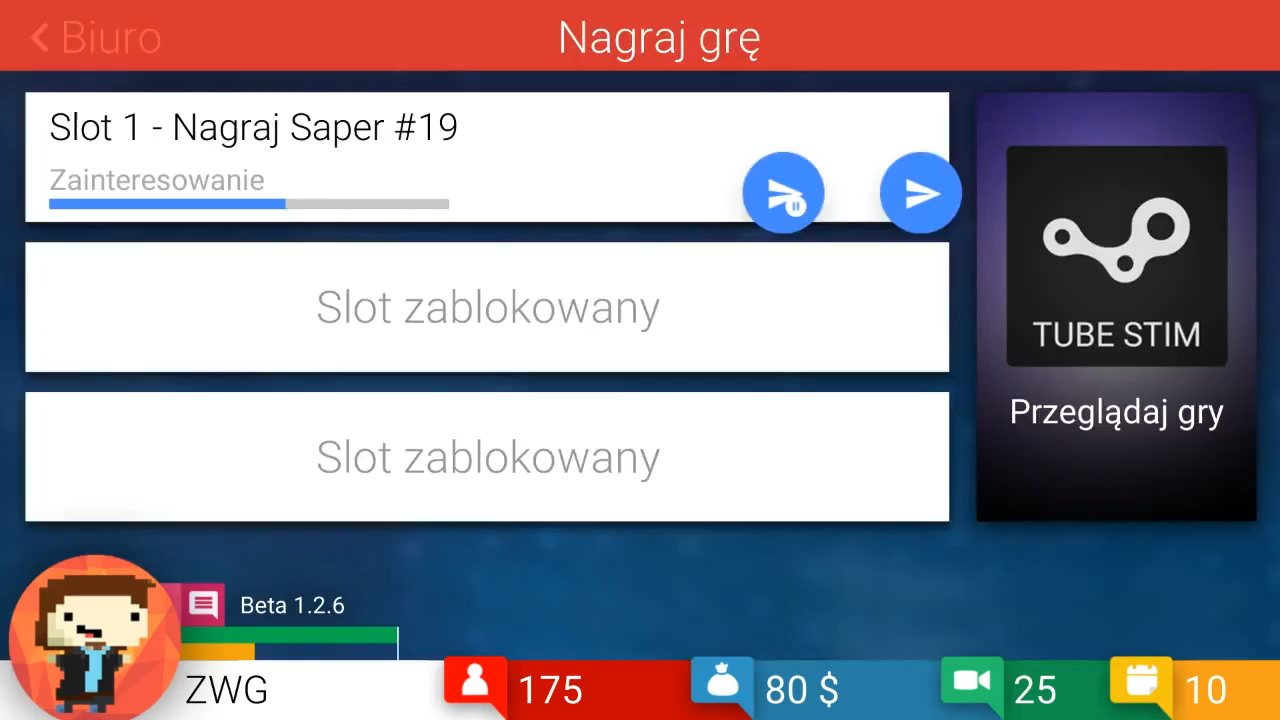 Biuro
Nagraj grę
Slot 1 - Nagraj Saper #19
Zainteresowanie
Slot zablokowany
Slot zablokowany
TUBE STIM
Przeglądaj gry
Beta 1.2.6
ZWG
175
80 $
25
10